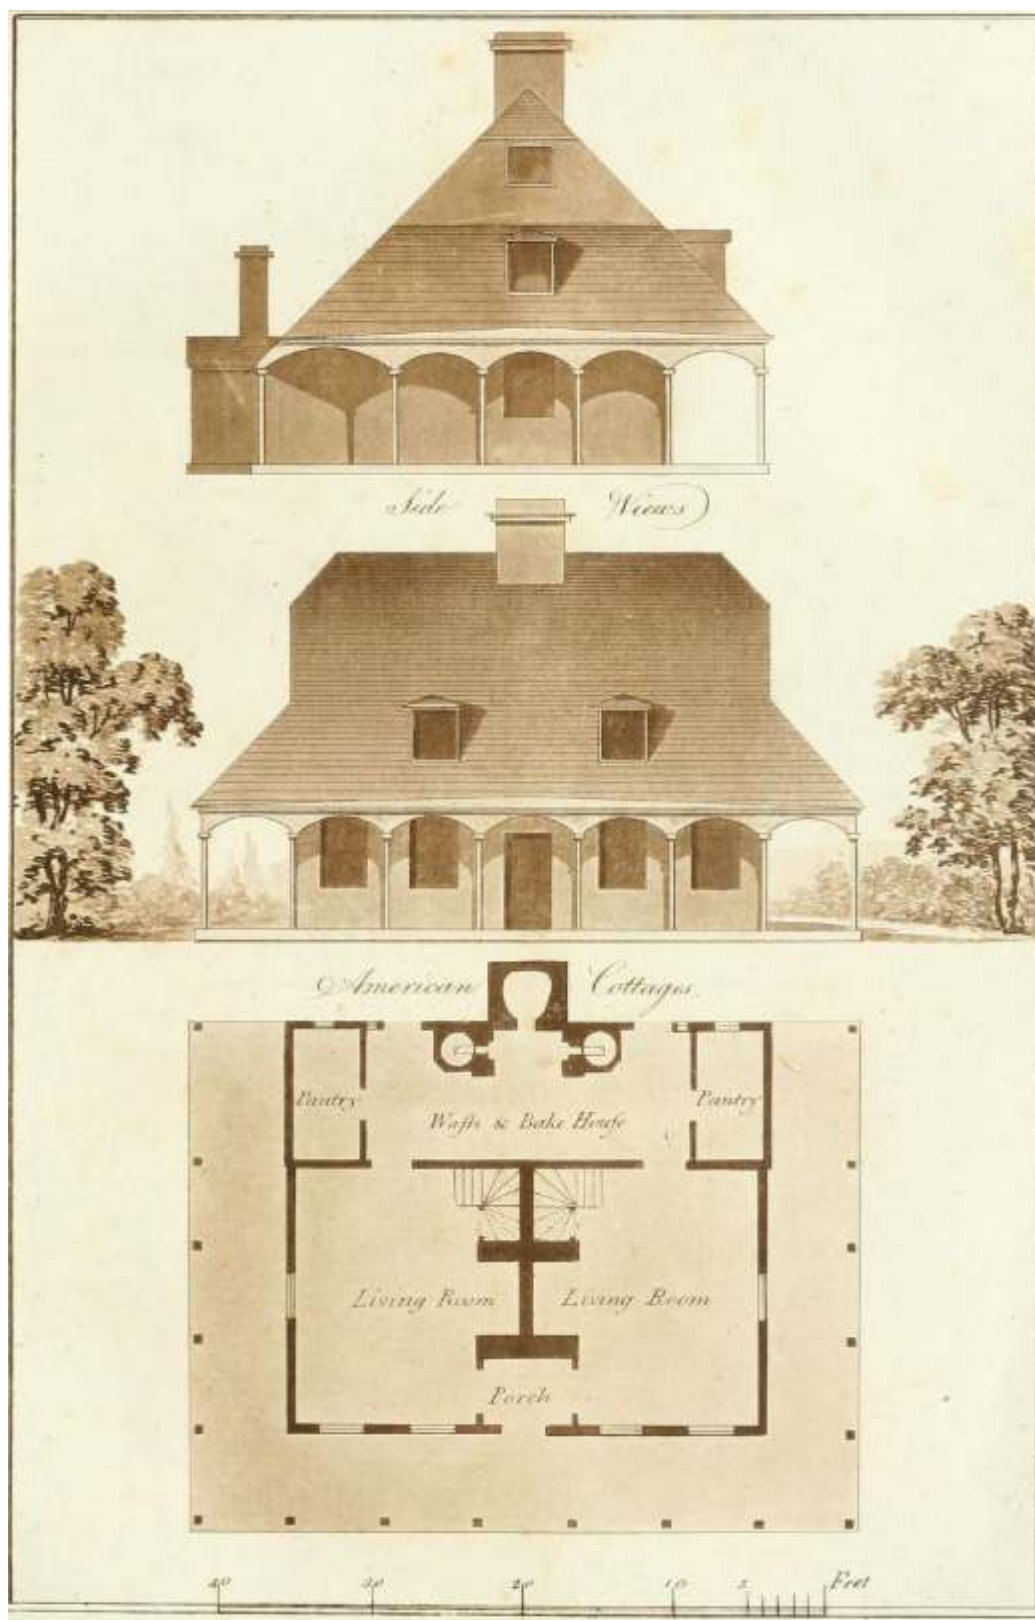 Side Views
American Cottages.
Pantry
Pantry
Wash & Bake House
Living Room
Living Room
Porch
40 30 20 10 5 Feet